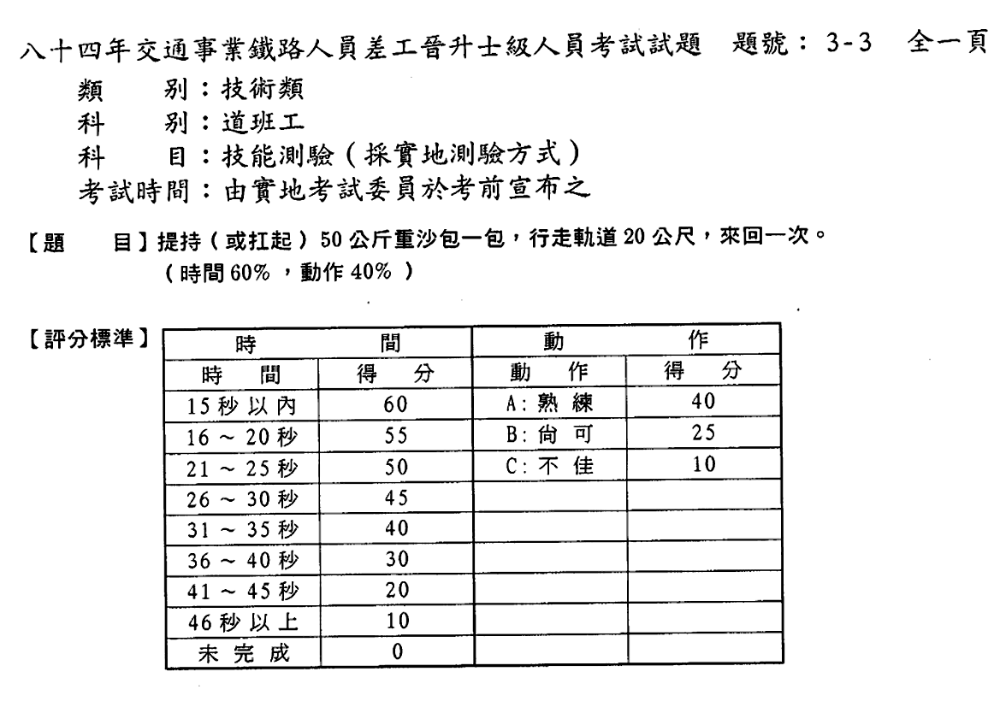 八十四年交通事業鐵路人員差工晉升士級人員考試試題 題號：3-3 全一頁
類 別：技術類
科 別：道班工
科 目：技能測驗（採實地測驗方式）
考試時間：由實地考試委員於考前宣布之
【題 目】提持（或扛起）50公斤重沙包一包，行走軌道20公尺，來回一次。
（時間60%，動作40%）
【評分標準】
時 間 動 作
時 間 得 分 動 作 得 分
15秒以內 60 A:熟 練 40
16～20秒 55 B:尚 可 25
21～25秒 50 C:不 佳 10
26～30秒 45
31～35秒 40
36～40秒 30
41～45秒 20
46秒以上 10
未 完 成 0